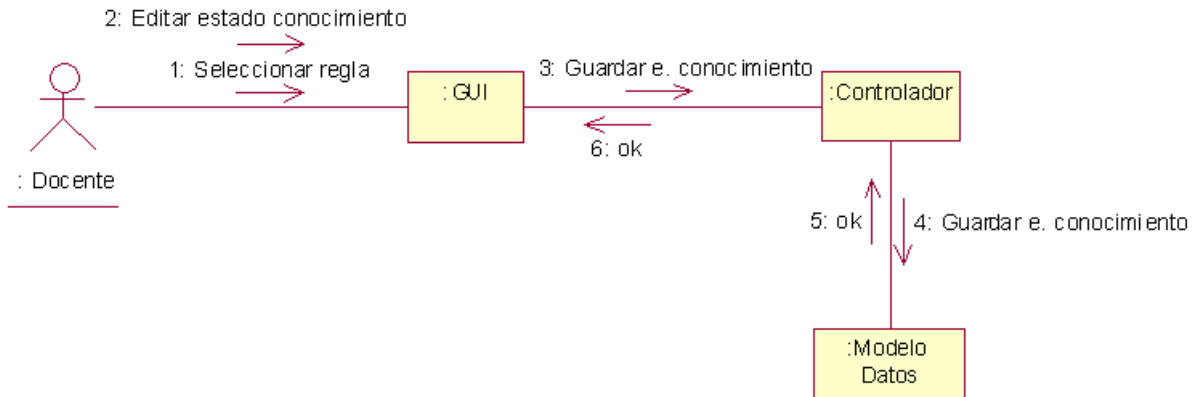 2: Editar estado conocimiento
1: Seleccionar regla
: GUI
3: Guardar e. conocimiento
:Controlador
6: ok
: Docente
5: ok
4: Guardar e. conocimiento
:Modelo
Datos